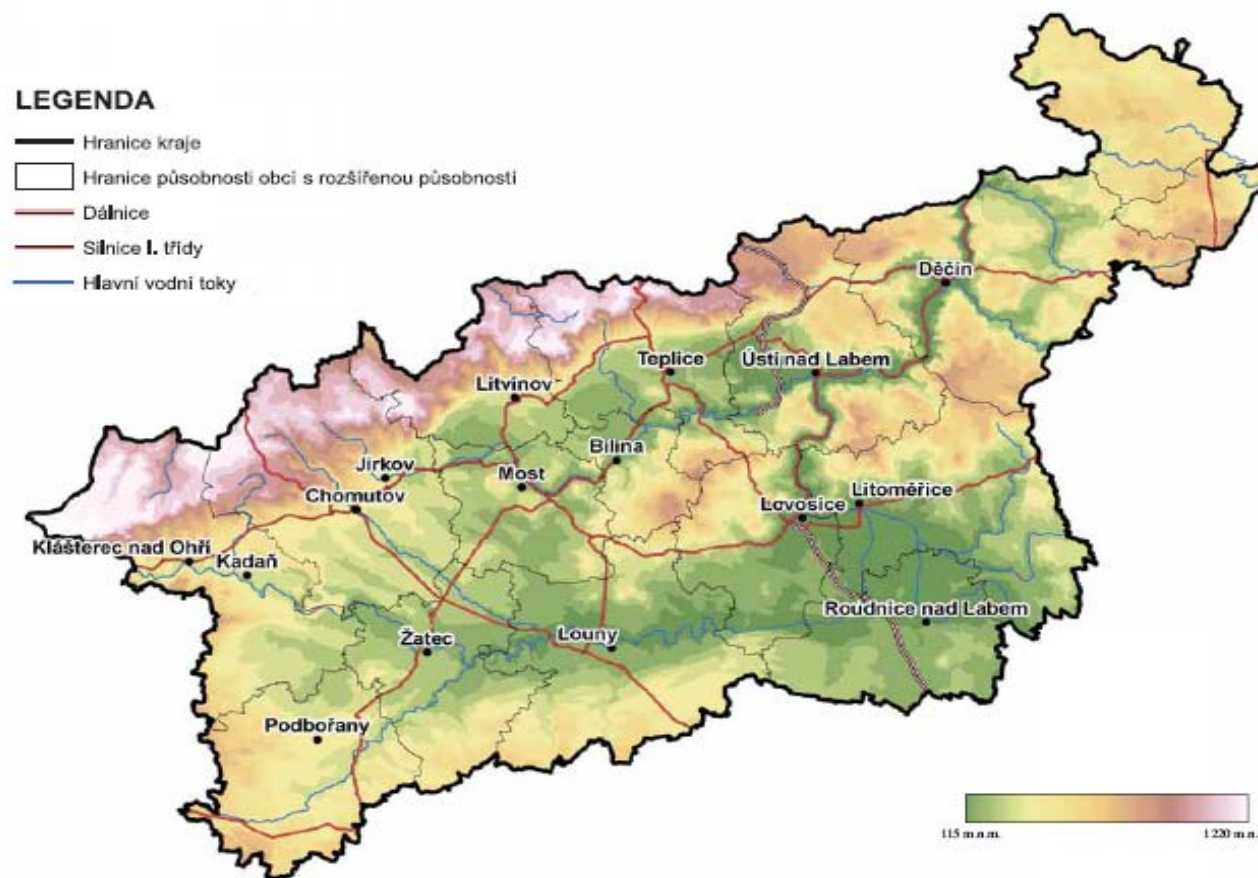 LEGENDA
Hranice kraje
Hranice působnosti obcí s rozšířenou působností
Dálnice
Silnice I. třídy
Hlavní vodní toky
Děčín
Teplice
Ústí nad Labem
Litvínov
Bílina
Jirkov
Most
Chomutov
Lovosice
Litoměřice
Klášterec nad Ohří
Kadaň
Roudnice nad Labem
Žatec
Louny
Podbořany
115 m.n.m.
1 220 m.n.